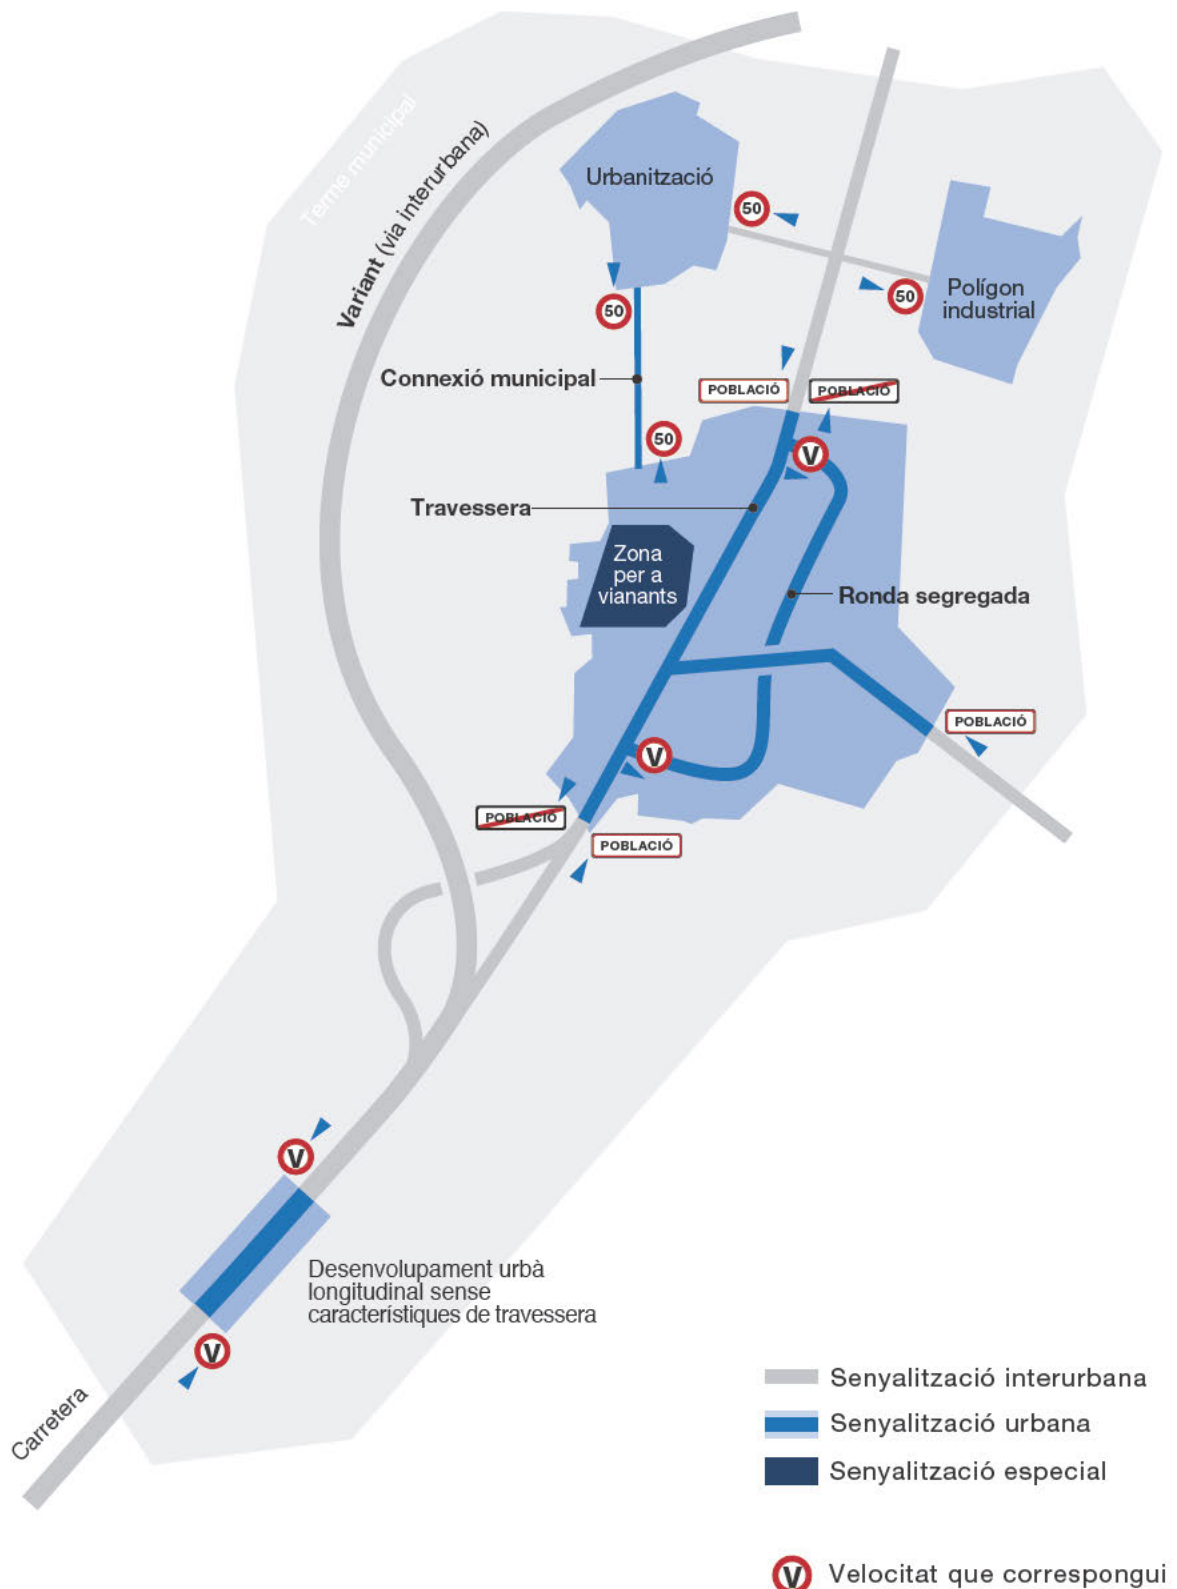 Terme municipal
Variant (via interurbana)
Urbanització
50
50
Polígon
industrial
50
Connexió municipal
POBLACIÓ
POBLACIÓ
50
V
Travessera
Zona
per a
vianants
Ronda segregada
POBLACIÓ
V
POBLACIÓ
POBLACIÓ
V
Desenvolupament urbà
longitudinal sense
característiques de travessera
V
Carretera
Senyalització interurbana
Senyalització urbana
Senyalització especial
V Velocitat que correspongui